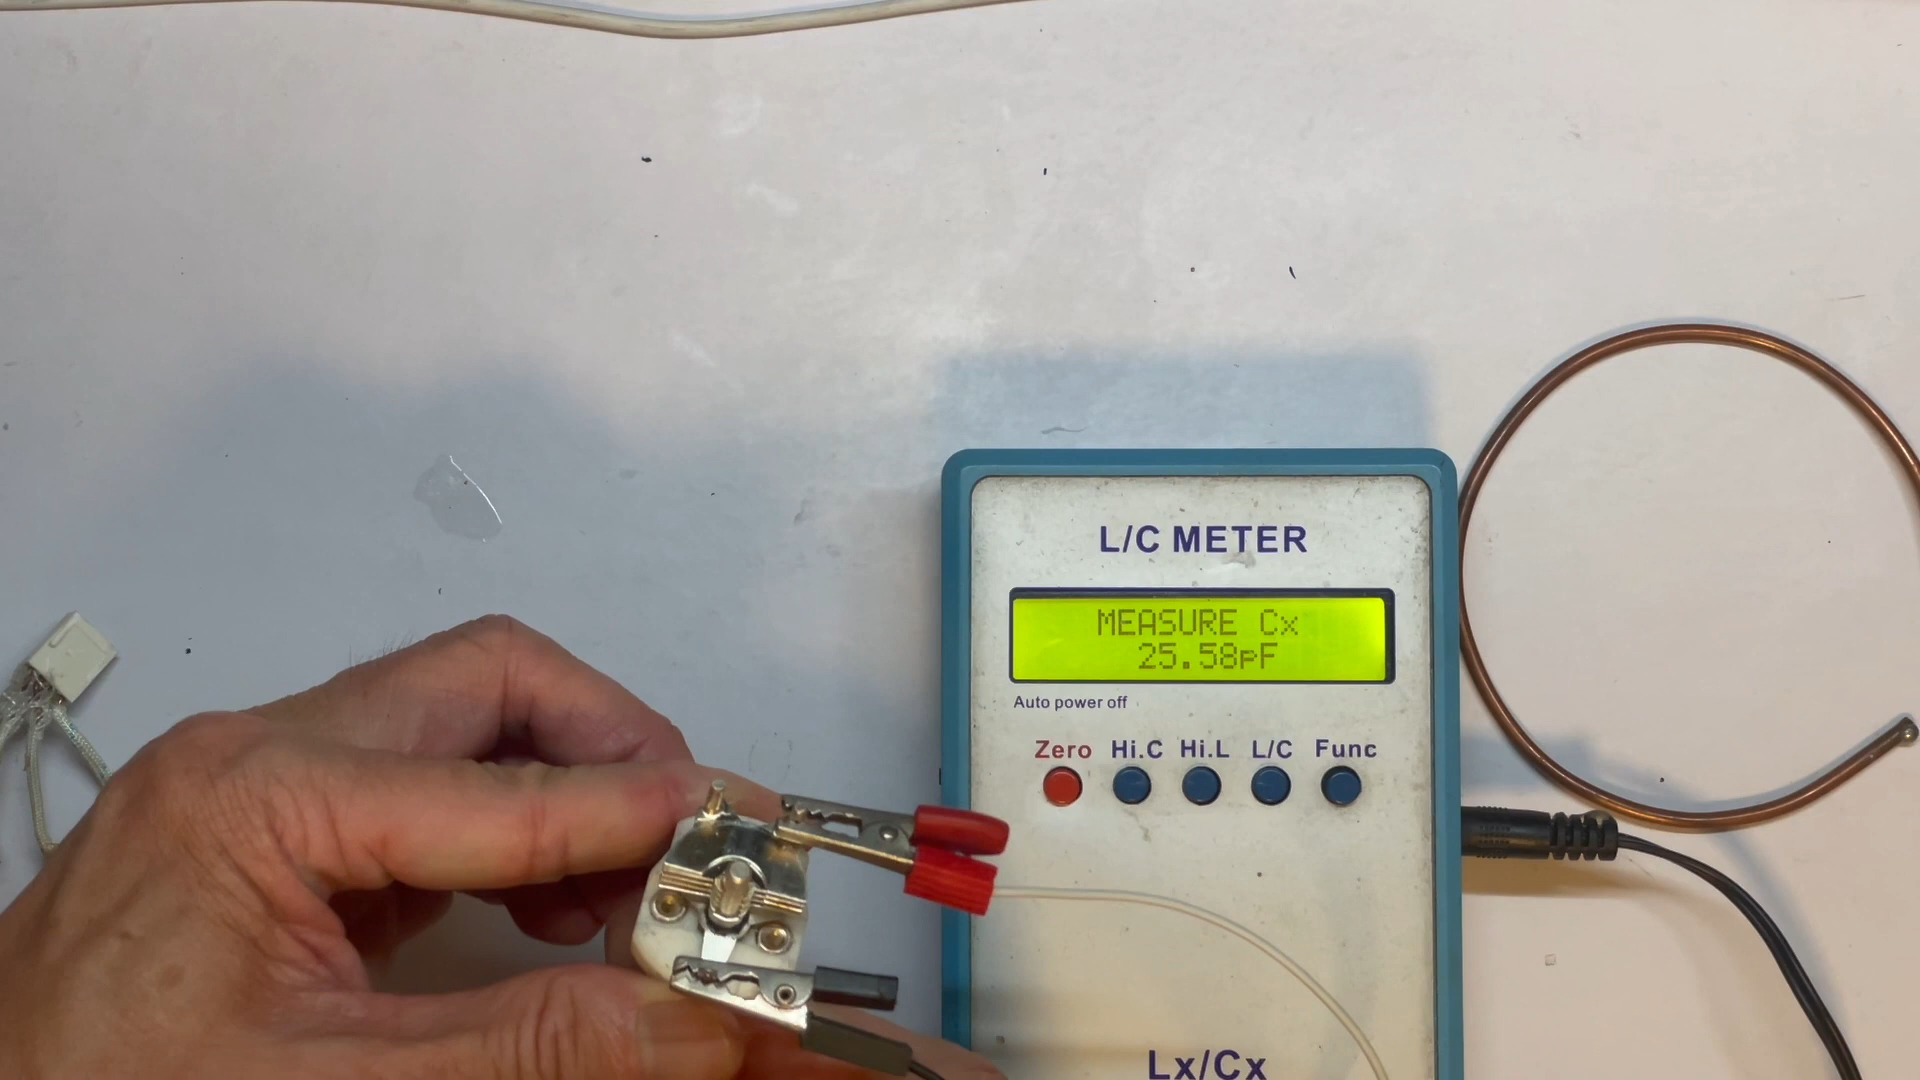 L/C METER
MEASURE Cx
25.58pF
Auto power off
Zero Hi.C Hi.L L/C Func
Lx/Cx